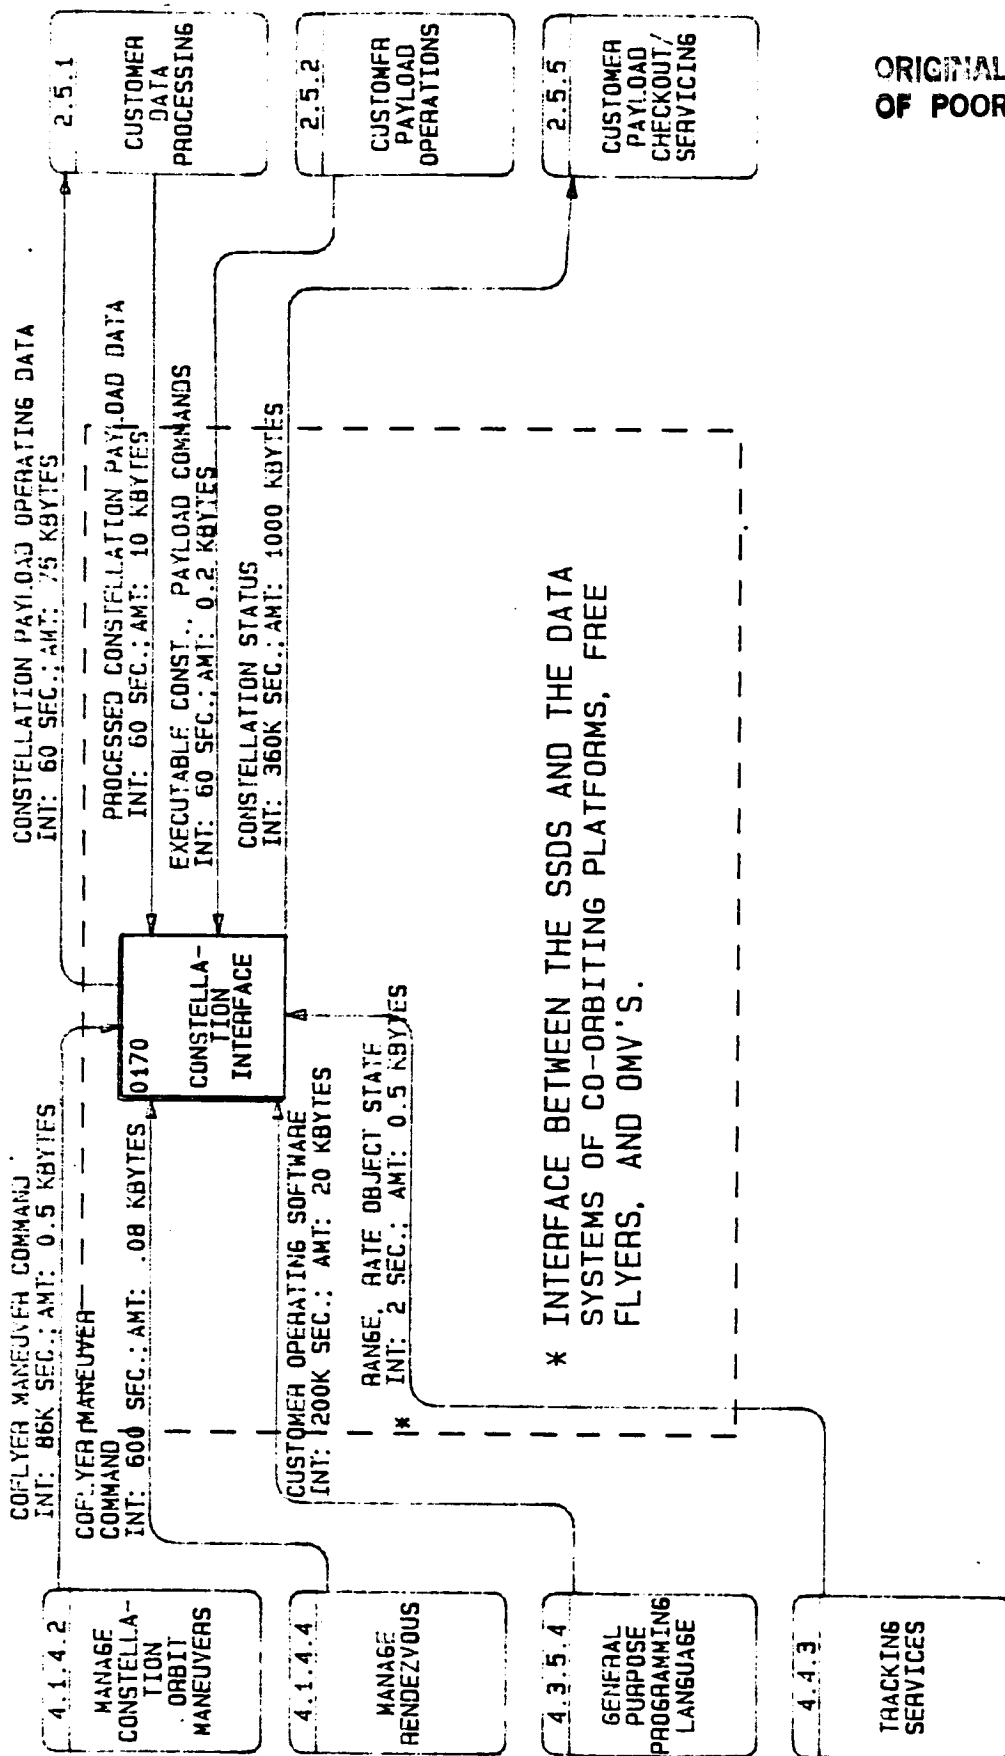 ORIGINAL
OF POOR
4.1.4.2
MANAGE
CONSTELLA-
TION
ORBIT
MANEUVERS
4.1.4.4
MANAGE
RENDEZVOUS
4.3.5.4
GENERAL
PURPOSE
PROGRAMMING
LANGUAGE
4.4.3
TRACKING
SERVICES
COFLYER MANEUVER COMMAND
INT: 86K SEC.; AMT: 0.5 KBYTES
COFLYER MANEUVER
COMMAND
INT: 600 SEC.; AMT: .08 KBYTES
CUSTOMER OPERATING SOFTWARE
INT: 1200K SEC.; AMT: 20 KBYTES
RANGE, RATE OBJECT STATE
INT: 2 SEC.; AMT: 0.5 KBYTES
*
0170
CONSTELLA-
TION
INTERFACE
CONSTELLATION PAYLOAD OPERATING DATA
INT: 60 SEC.; AMT: 75 KBYTES
PROCESSED CONSTELLATION PAYLOAD DATA
INT: 60 SEC.; AMT: 10 KBYTES
EXECUTABLE CONST.. PAYLOAD COMMANDS
INT: 60 SEC.; AMT: 0.2 KBYTES
CONSTELLATION STATUS
INT: 360K SEC.; AMT: 1000 KBYTES
2.5.1
CUSTOMER
DATA
PROCESSING
2.5.2
CUSTOMER
PAYLOAD
OPERATIONS
2.5.5
CUSTOMER
PAYLOAD
CHECKOUT/
SERVICING
* INTERFACE BETWEEN THE SSDS AND THE DATA
SYSTEMS OF CO-ORBITING PLATFORMS, FREE
FLYERS, AND OMV'S.